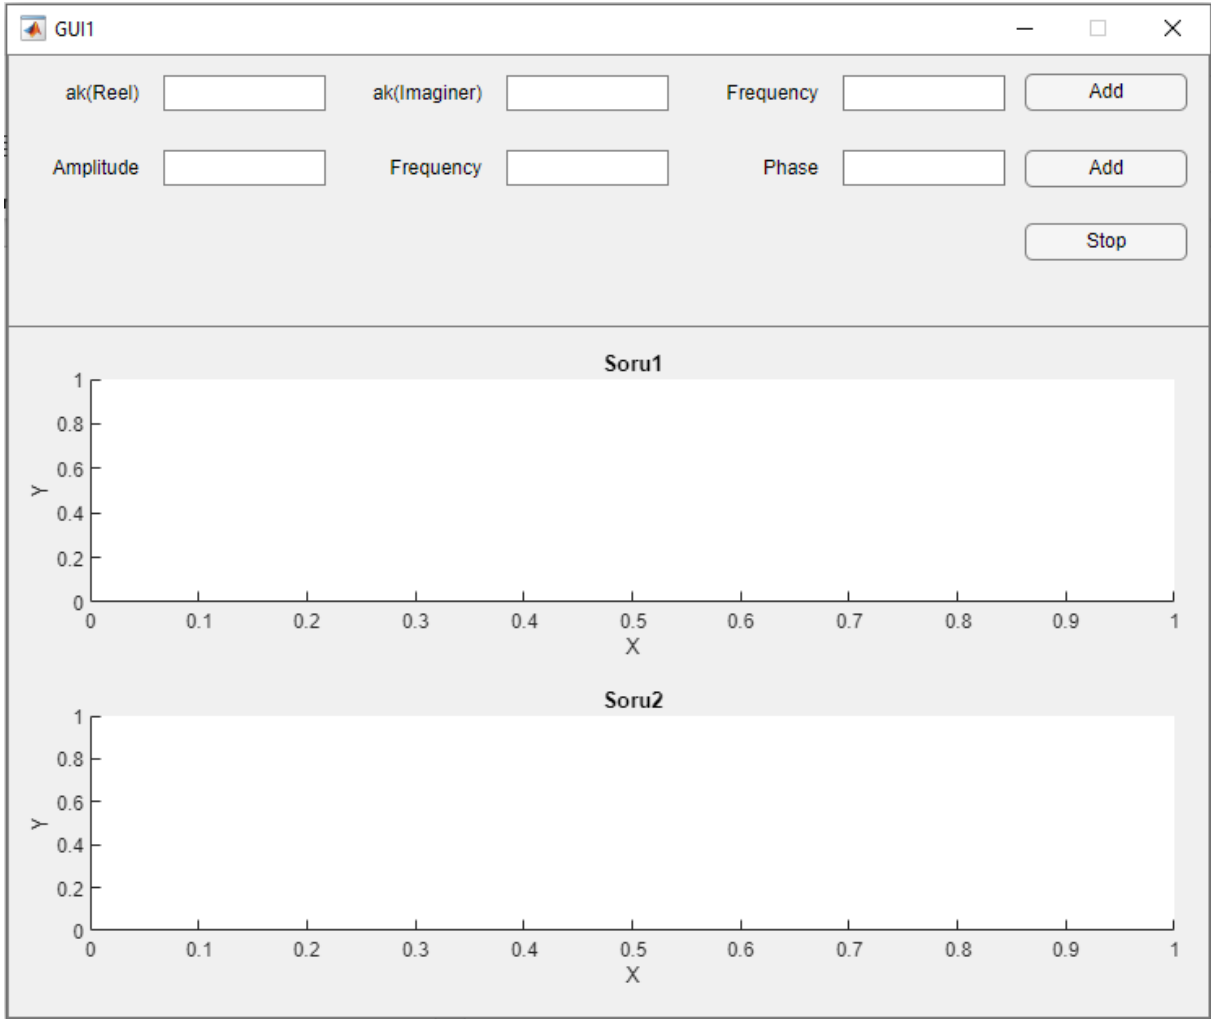 GUI1
ak(Reel) ak(Imaginer) Frequency Add
Amplitude Frequency Phase Add
Stop
Soru1
1
0.8
0.6
0.4
0.2
0
Y
0 0.1 0.2 0.3 0.4 0.5 0.6 0.7 0.8 0.9 1
X
Soru2
1
0.8
0.6
0.4
0.2
0
Y
0 0.1 0.2 0.3 0.4 0.5 0.6 0.7 0.8 0.9 1
X